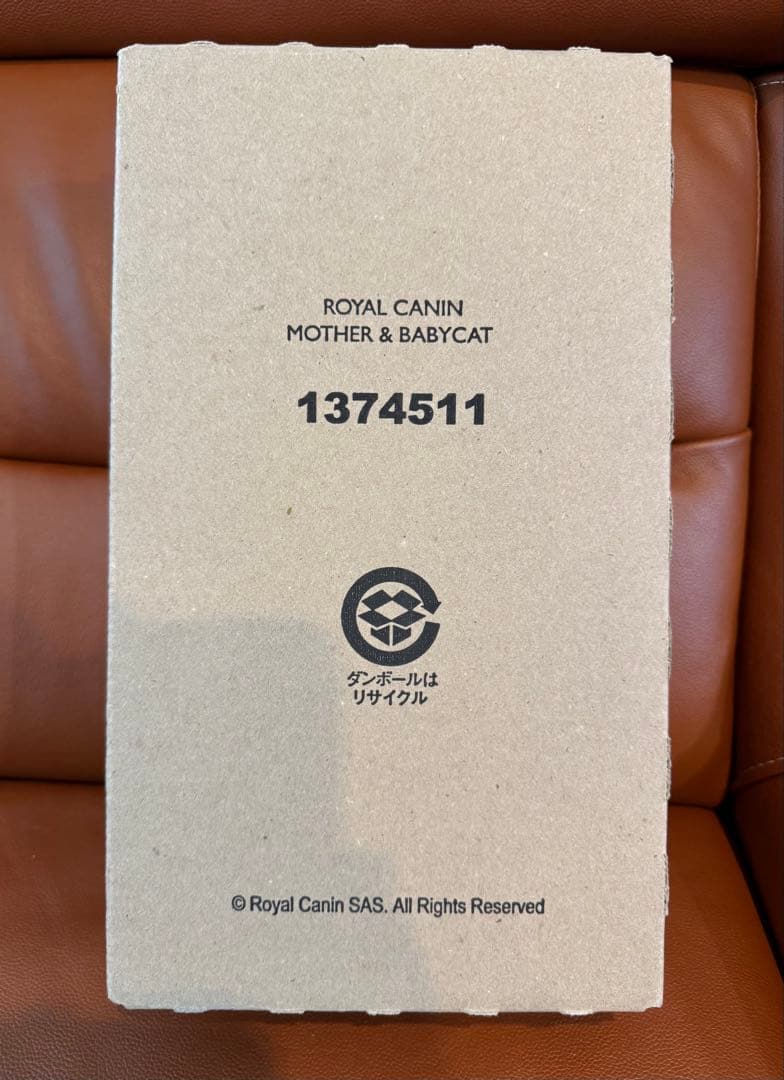 ROYAL CANIN
MOTHER & BABYCAT
1374511
ダンボールは
リサイクル
© Royal Canin SAS. All Rights Reserved